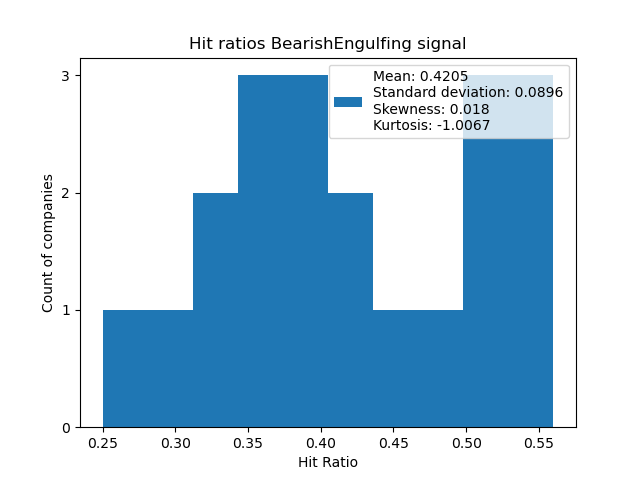 Hit ratios BearishEngulfing signal
Mean: 0.4205
Standard deviation: 0.0896
Skewness: 0.018
Kurtosis: -1.0067
Count of companies
3
2
1
0
0.25 0.30 0.35 0.40 0.45 0.50 0.55
Hit Ratio